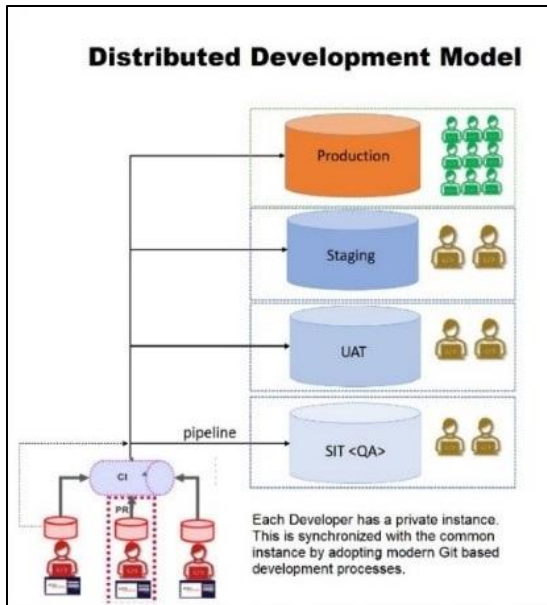 Distributed Development Model
Production
Staging
UAT
pipeline
SIT <QA>
CI
PR
Each Developer has a private instance.
This is synchronized with the common
instance by adopting modern Git based
development processes.